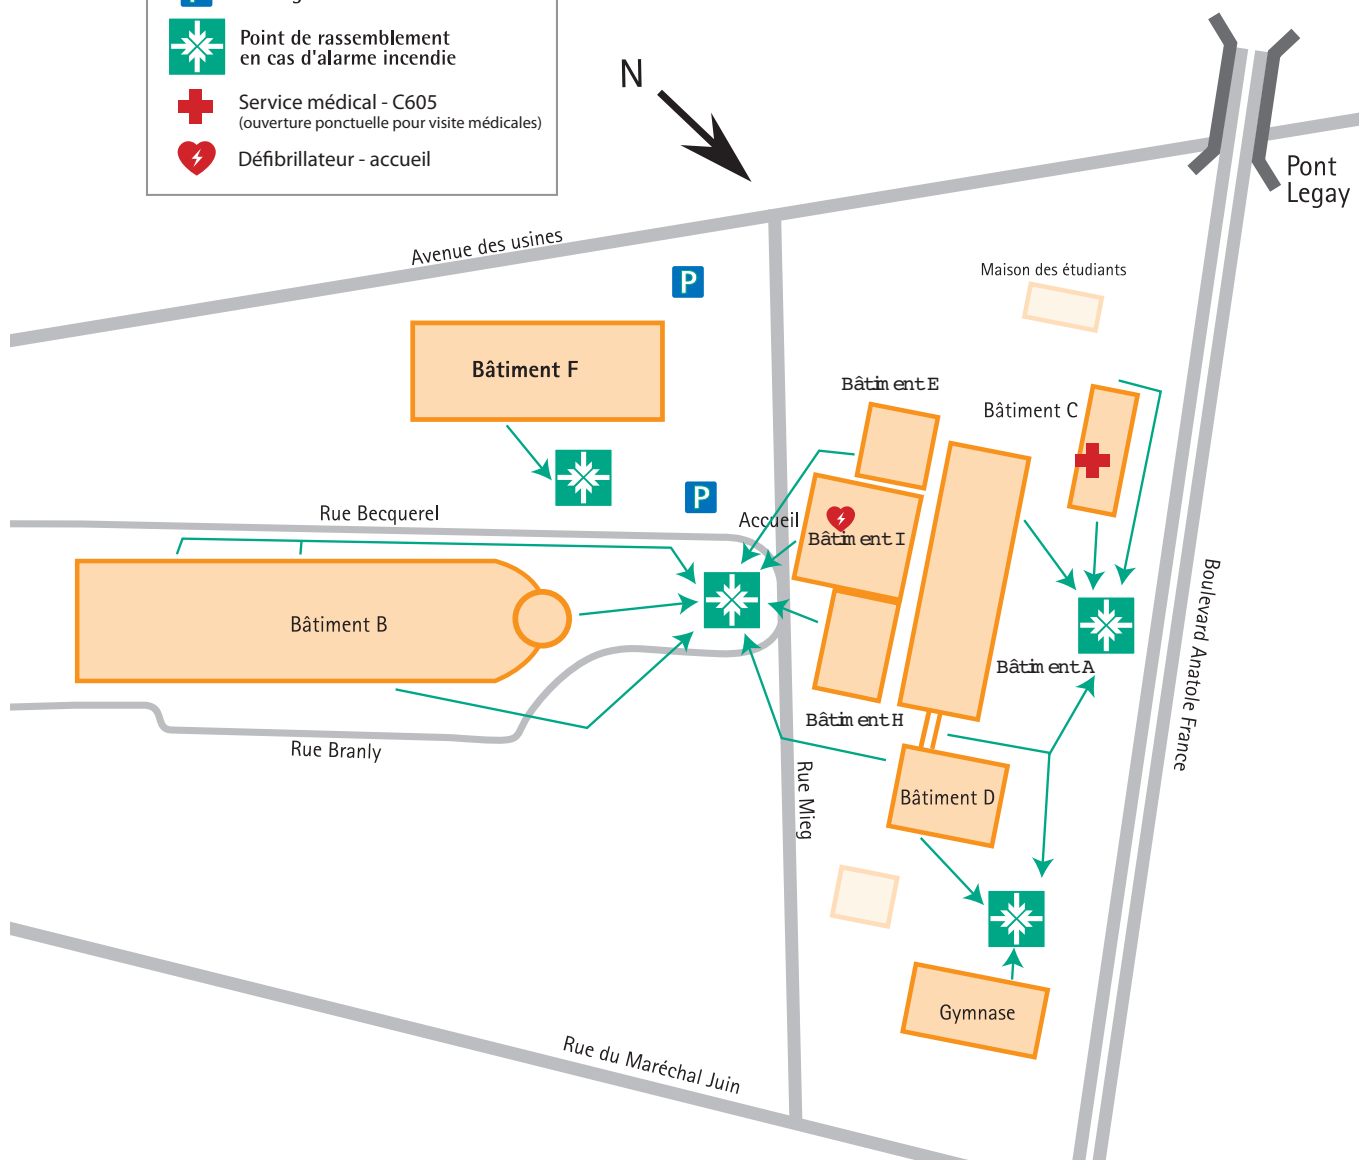 Point de rassemblement
en cas d'alarme incendie
Service médical - C605
(ouverture ponctuelle pour visite médicales)
Défibrillateur - accueil
N
Pont
Legay
Avenue des usines
P
Maison des étudiants
Bâtiment F
Bâtiment E
Bâtiment C
P
Rue Becquerel
Accueil
Bâtiment I
Boulevard Anatole France
Bâtiment B
Bâtiment A
Bâtiment H
Rue Branly
Rue Mieg
Bâtiment D
Gymnase
Rue du Maréchal Juin